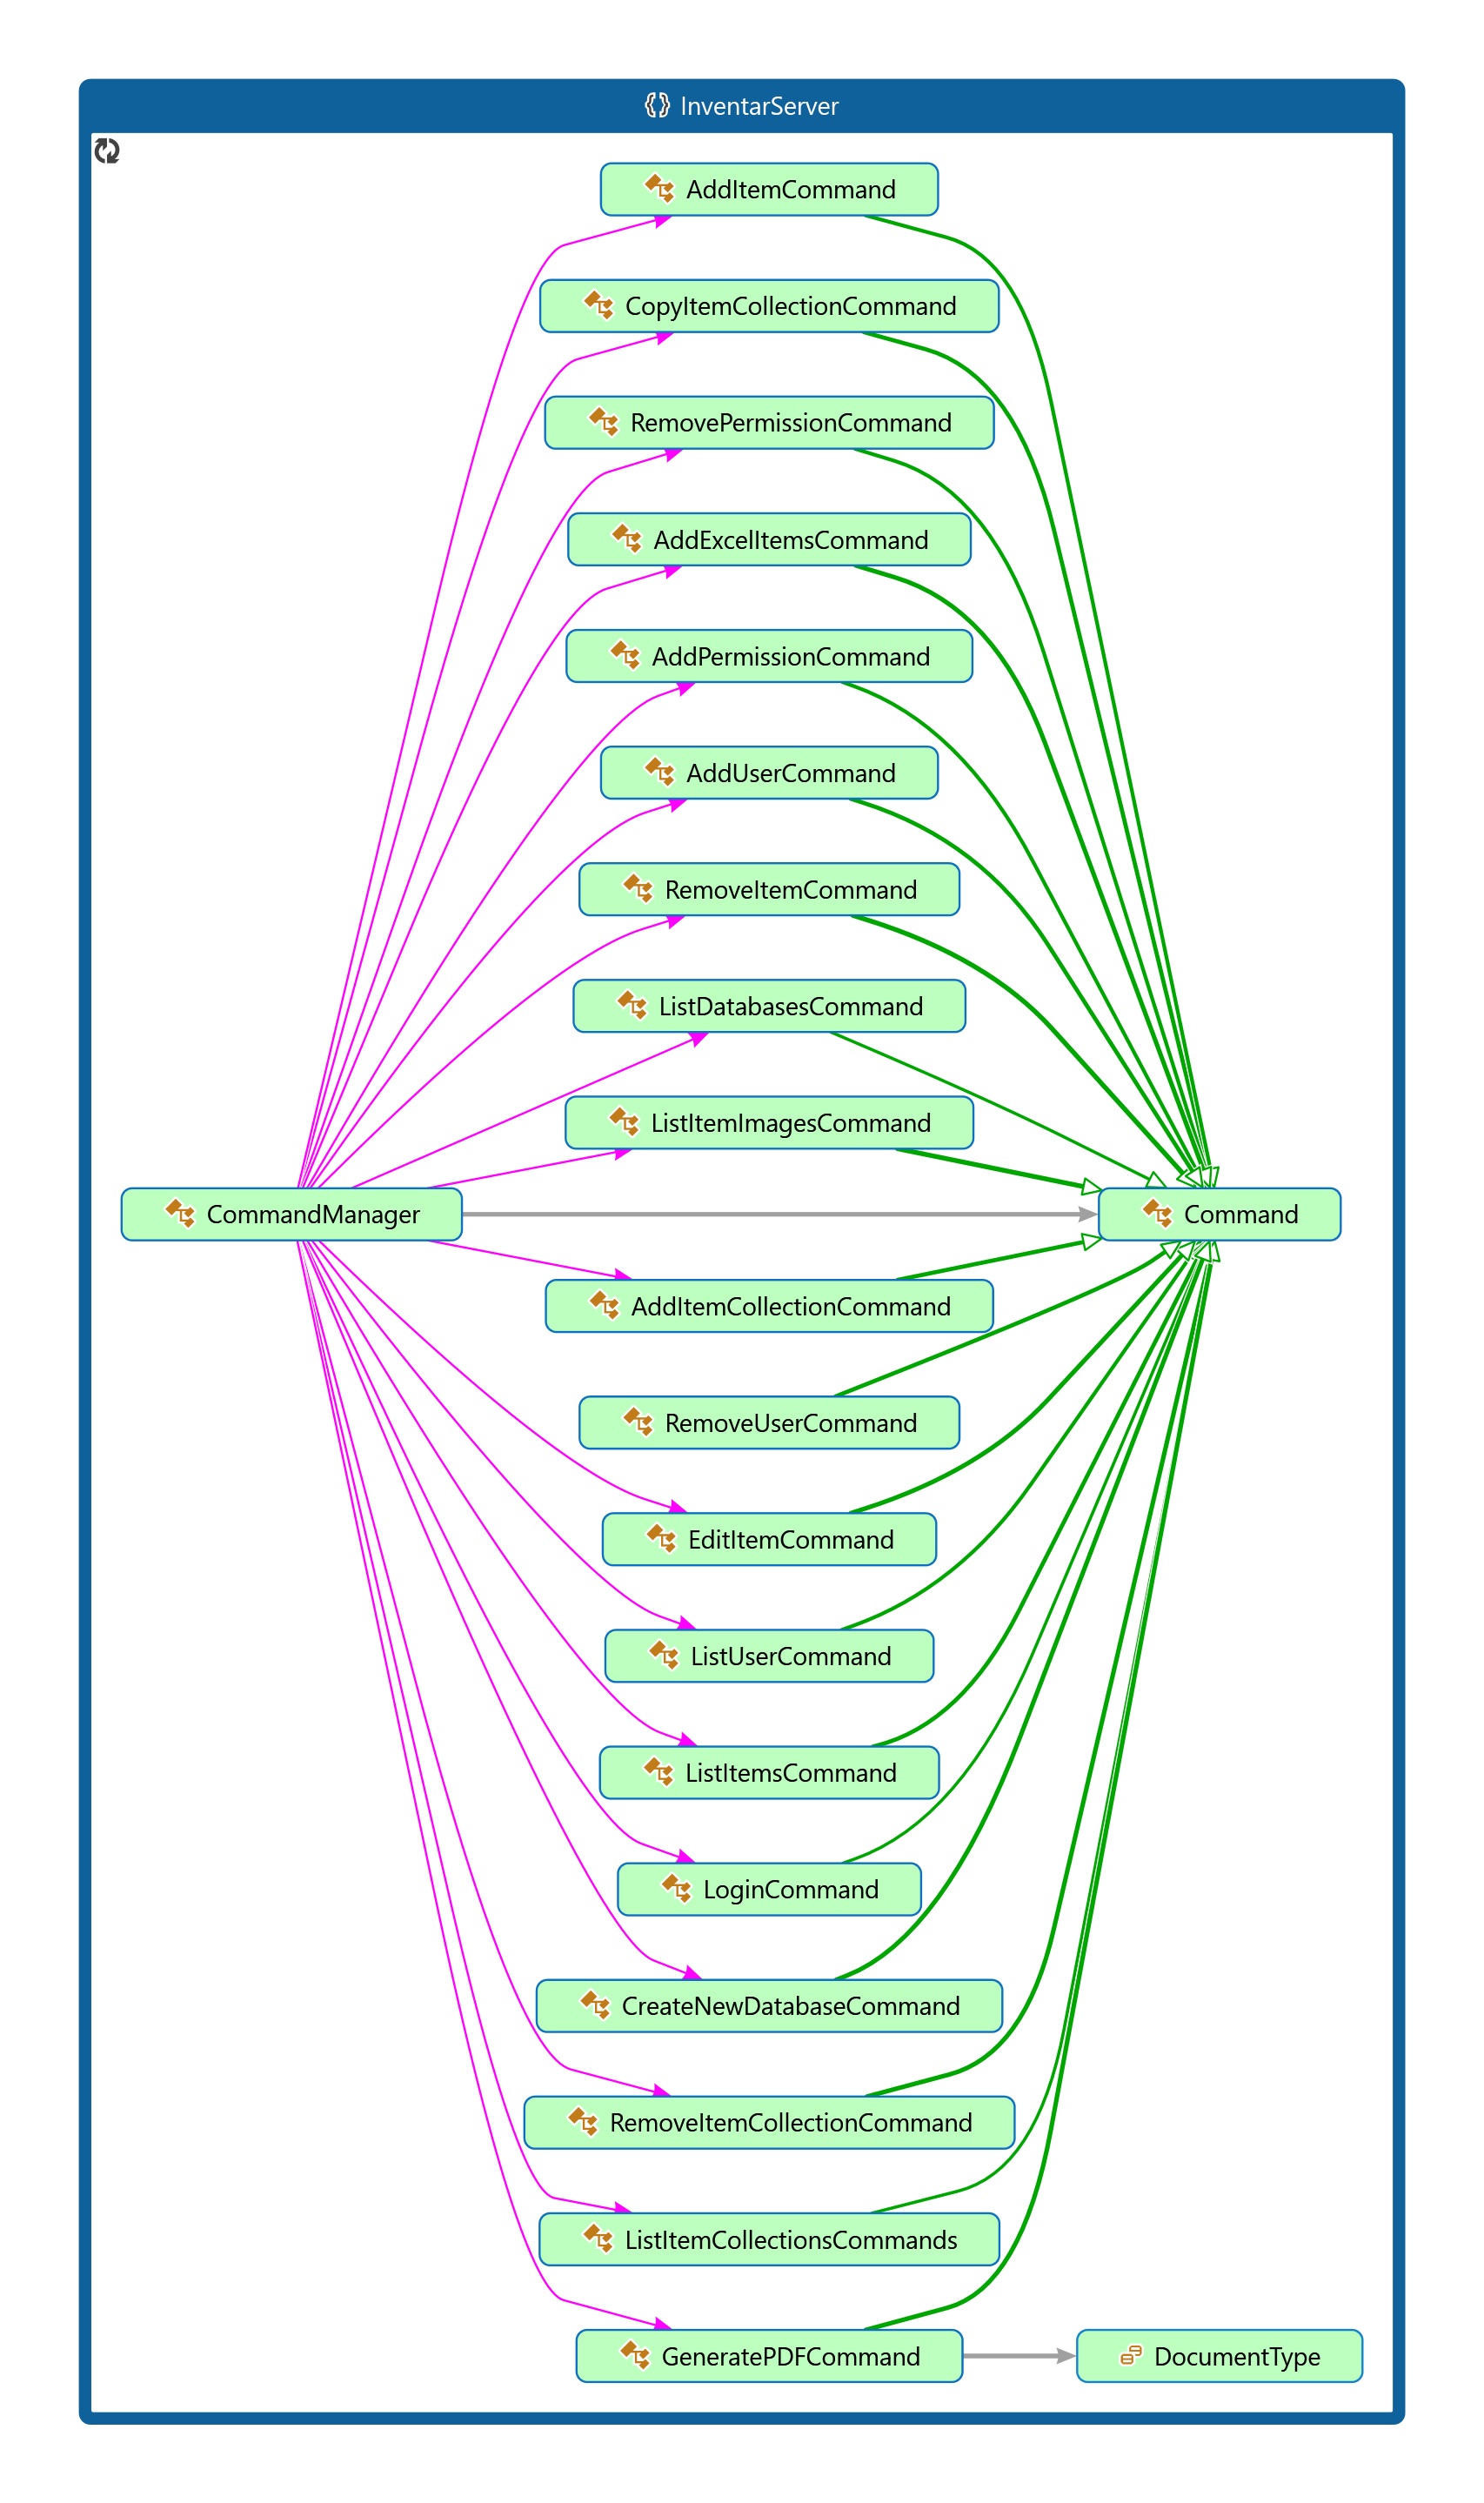 InventarServer
AddItemCommand
CopyItemCollectionCommand
RemovePermissionCommand
AddExcelItemsCommand
AddPermissionCommand
AddUserCommand
RemoveItemCommand
ListDatabasesCommand
ListItemImagesCommand
CommandManager
Command
AddItemCollectionCommand
RemoveUserCommand
EditItemCommand
ListUserCommand
ListItemsCommand
LoginCommand
CreateNewDatabaseCommand
RemoveItemCollectionCommand
ListItemCollectionsCommands
GeneratePDFCommand
DocumentType